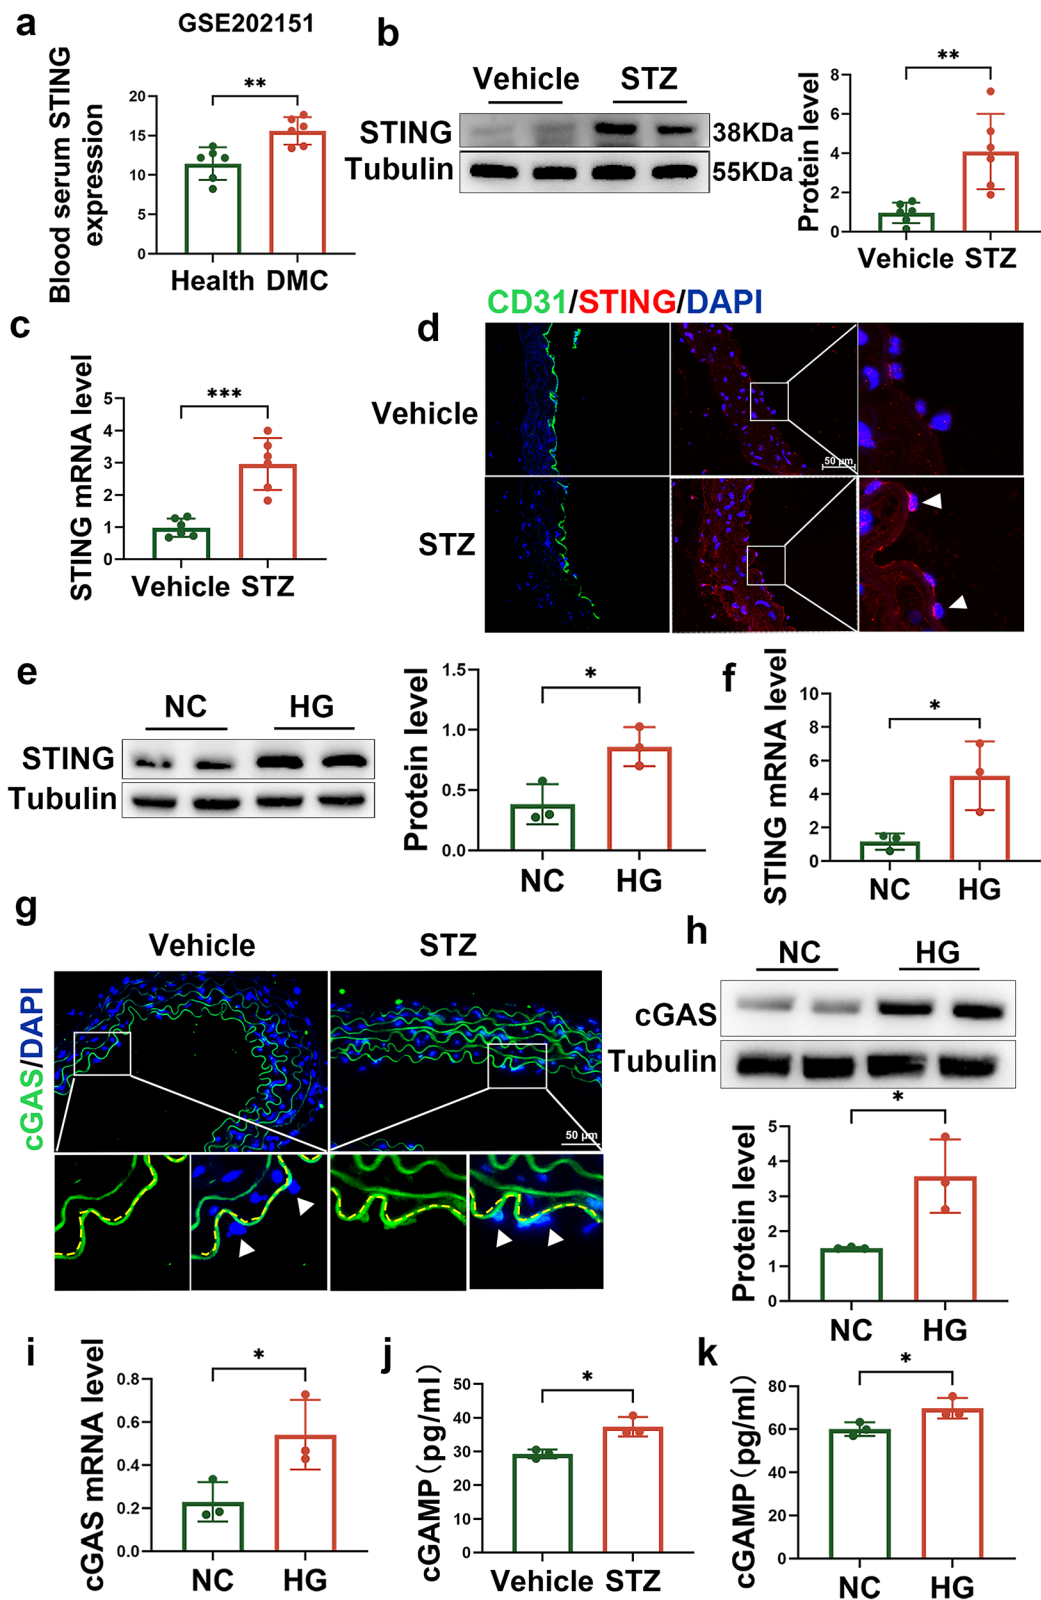 a
GSE202151
Blood serum STING
expression
20
15
10
5
0
**
Health DMC
b
Vehicle STZ
STING
38KDa
Tubulin
55KDa
Protein level
8
6
4
2
0
**
Vehicle STZ
c
STING mRNA level
5
4
3
2
1
0
***
Vehicle STZ
d
CD31/STING/DAPI
Vehicle
50 μm
STZ
e
NC HG
STING
Tubulin
Protein level
1.5
1.0
0.5
0.0
*
NC HG
f
STING mRNA level
10
8
6
4
2
0
*
NC HG
g
Vehicle STZ
cGAS/DAPI
50 μm
h
NC HG
cGAS
Tubulin
Protein level
5
4
3
2
1
0
*
NC HG
i
cGAS mRNA level
0.8
0.6
0.4
0.2
0.0
*
NC HG
j
cGAMP(pg/ml)
50
40
30
20
10
0
*
Vehicle STZ
k
cGAMP(pg/ml)
80
60
40
20
0
*
NC HG